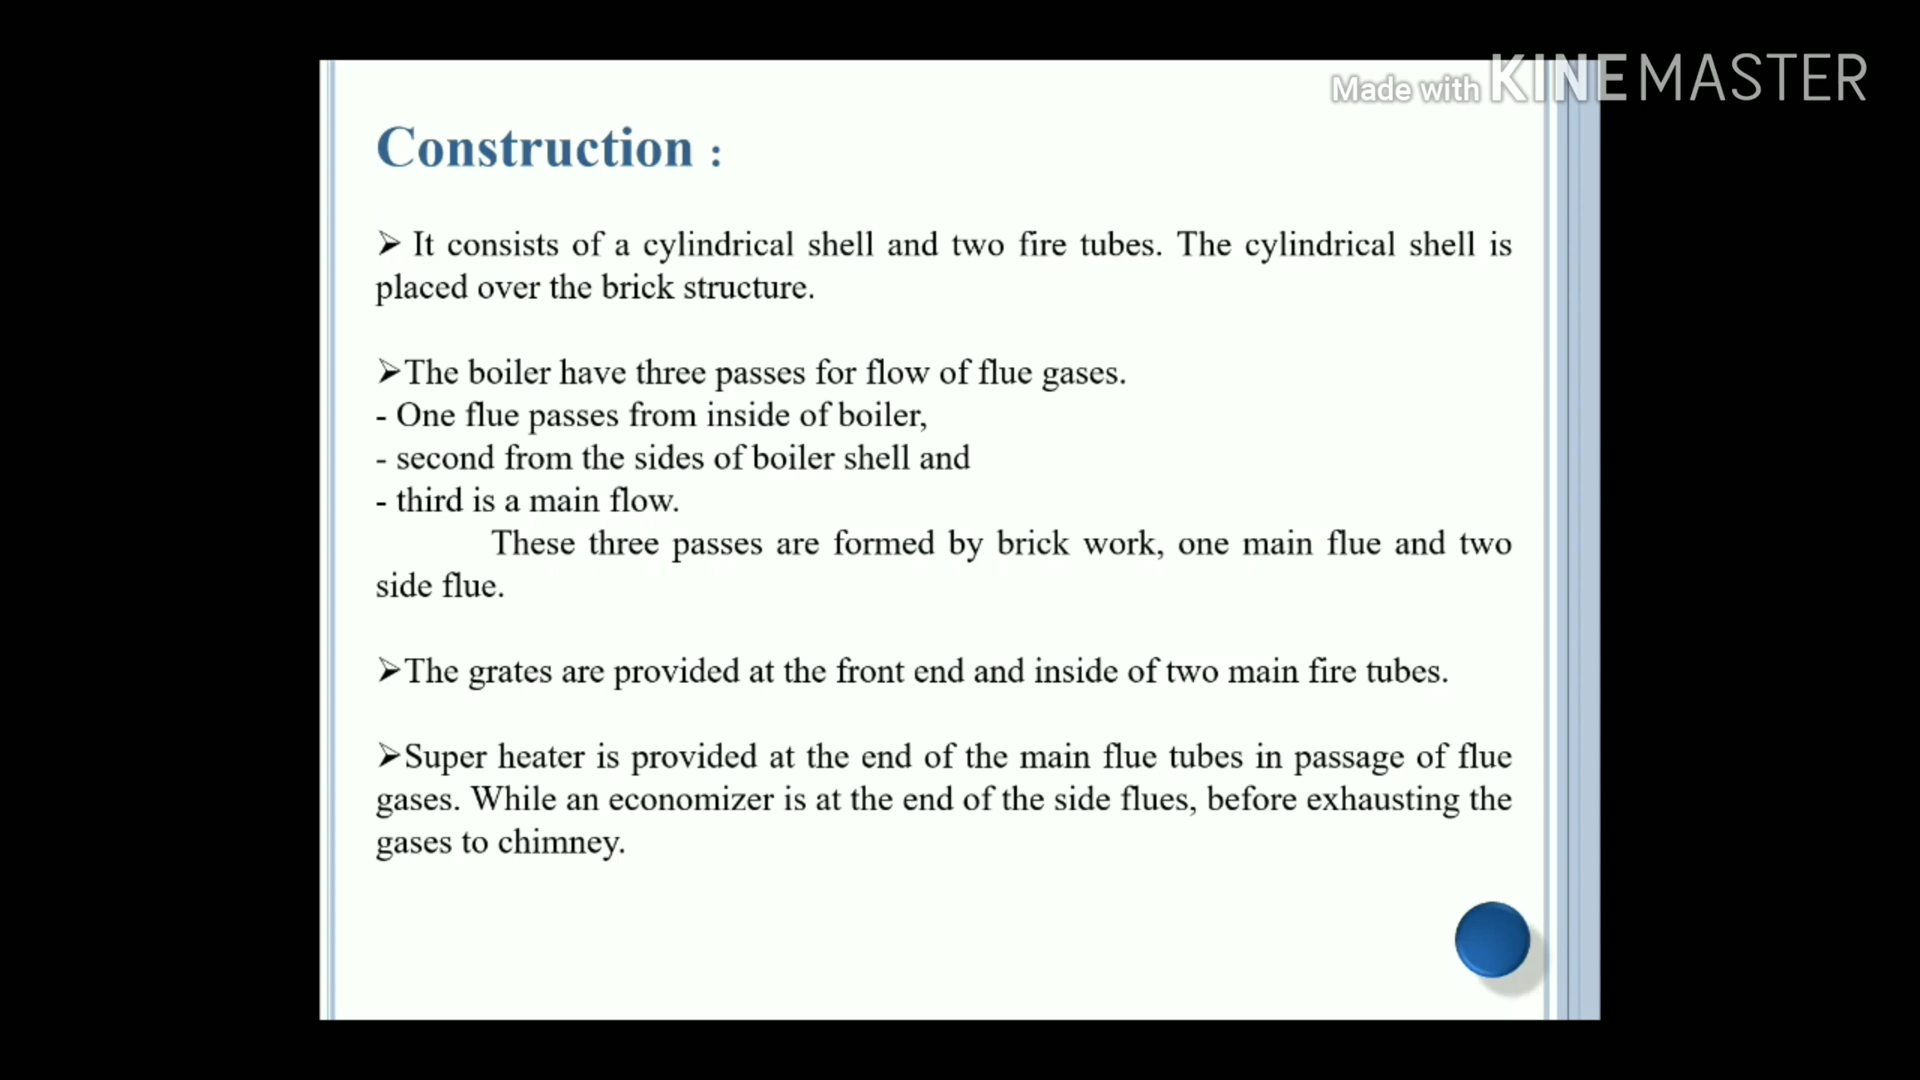 Made with KINEMASTER
Construction :
➢ It consists of a cylindrical shell and two fire tubes. The cylindrical shell is
placed over the brick structure.
➢The boiler have three passes for flow of flue gases.
- One flue passes from inside of boiler,
- second from the sides of boiler shell and
- third is a main flow.
These three passes are formed by brick work, one main flue and two
side flue.
➢The grates are provided at the front end and inside of two main fire tubes.
➢Super heater is provided at the end of the main flue tubes in passage of flue
gases. While an economizer is at the end of the side flues, before exhausting the
gases to chimney.